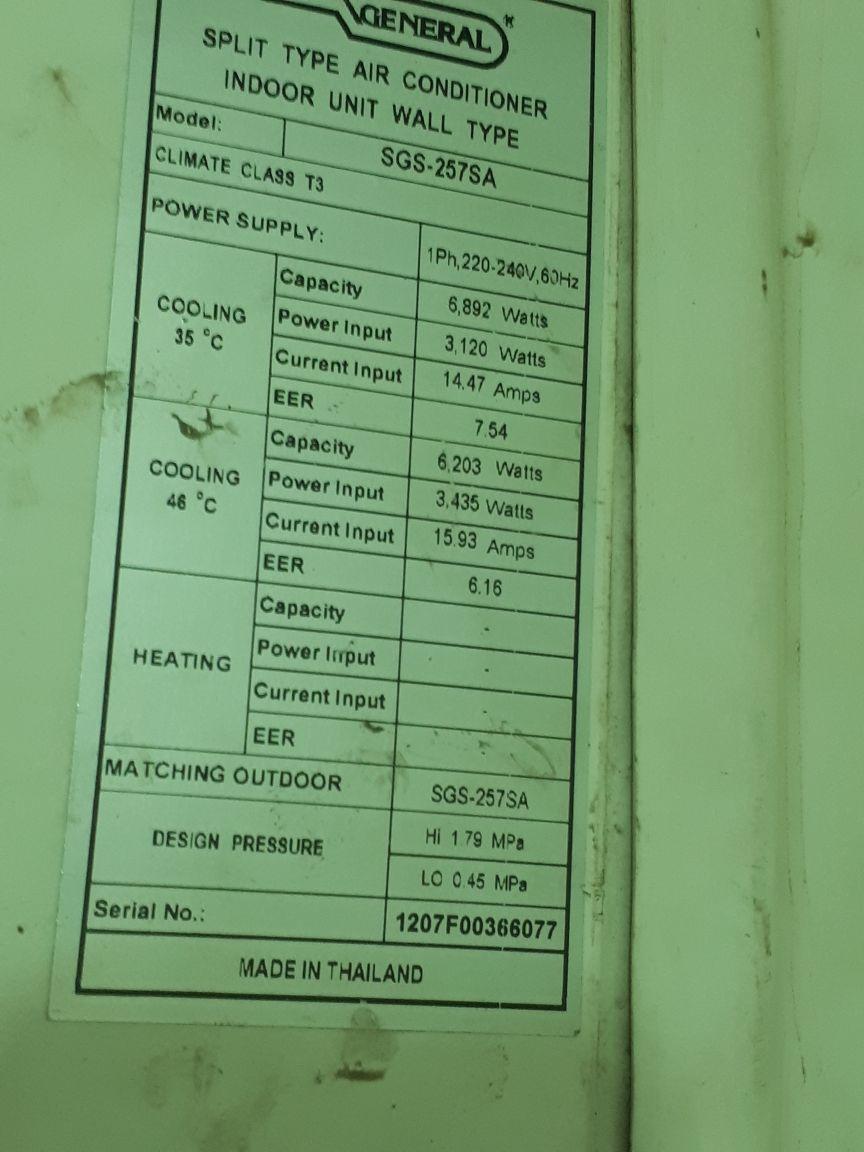 GENERAL
SPLIT TYPE AIR CONDITIONER
INDOOR UNIT WALL TYPE
Model: SGS-257SA
CLIMATE CLASS T3
POWER SUPPLY: 1Ph,220-240V,60Hz
COOLING 35 °C
Capacity 6,892 Watts
Power Input 3,120 Watts
Current Input 14.47 Amps
EER 7.54
COOLING 46 °C
Capacity 6,203 Watts
Power Input 3,435 Watts
Current Input 15.93 Amps
EER 6.16
HEATING
Capacity -
Power Input -
Current Input
EER
MATCHING OUTDOOR SGS-257SA
DESIGN PRESSURE Hi 1.79 MPa
LO 0.45 MPa
Serial No.: 1207F00366077
MADE IN THAILAND